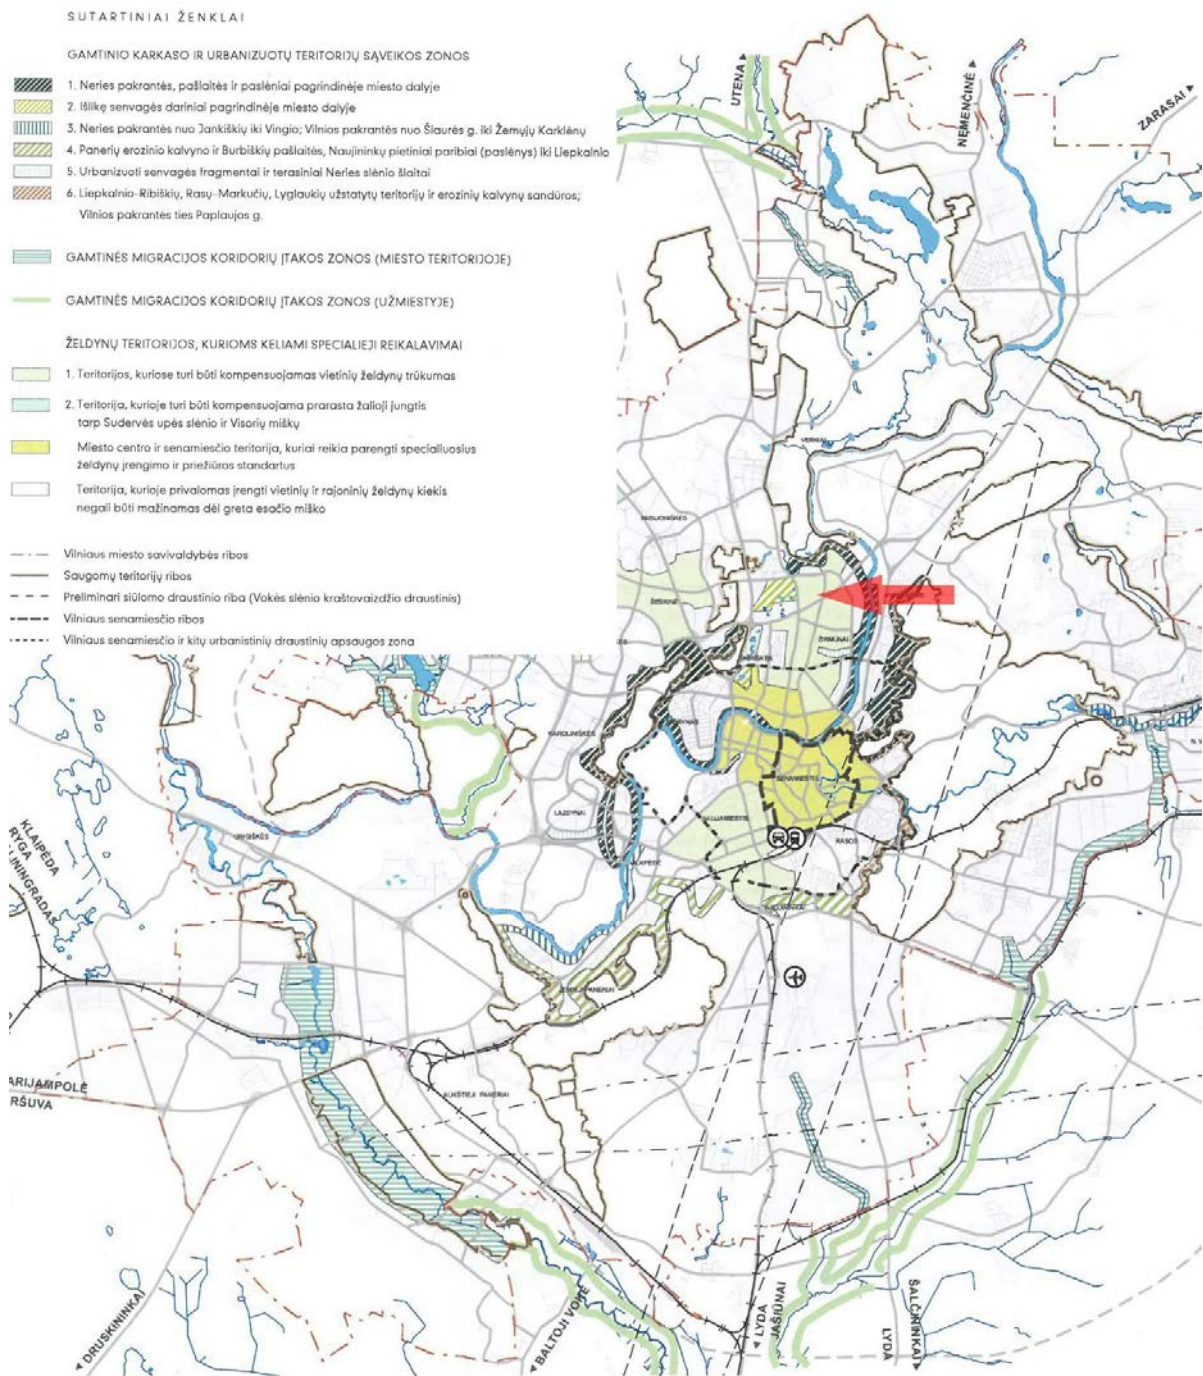 SUTARTINIAI ŽENKLAI
GAMTINIO KARKASO IR URBANIZUOTŲ TERITORIJŲ SĄVEIKOS ZONOS
1. Neries pakrantės, pašlaitės ir paslėniai pagrindinėje miesto dalyje
2. Išlikę senvagės dariniai pagrindinėje miesto dalyje
3. Neries pakrantės nuo Jankiškių iki Vingio; Vilnios pakrantės nuo Šiaurės g. iki Žemųjų Karklėnų
4. Panerių erozinio kalvyno ir Burbiškių pašlaitės, Naujininkų pietiniai paribiai (paslėnys) iki Liepkalnio
5. Urbanizuoti senvagės fragmentai ir terasiniai Neries slėnio šlaitai
6. Liepkalnio-Ribiškių, Rasų-Markučių, Lyglaukių užstatytų teritorijų ir erozinių kalvynų sandūros;
Vilnios pakrantės ties Paplaujos g.
GAMTINĖS MIGRACIJOS KORIDORIŲ ĮTAKOS ZONOS (MIESTO TERITORIJOJE)
GAMTINĖS MIGRACIJOS KORIDORIŲ ĮTAKOS ZONOS (UŽMIESTYJE)
ŽELDYNŲ TERITORIJOS, KURIOMS KELIAMI SPECIALIEJI REIKALAVIMAI
1. Teritorijos, kuriose turi būti kompensuojamas vietinių želdynų trūkumas
2. Teritorija, kurioje turi būti kompensuojama prarasta žalioji jungtis
tarp Sudervės upės slėnio ir Visorių miškų
Miesto centro ir senamiesčio teritorija, kuriai reikia parengti specialiuosius
želdynų įrengimo ir priežiūros standartus
Teritorija, kurioje privalomas įrengti vietinių ir rajoninių želdynų kiekis
negali būti mažinamas dėl greta esačio miško
Vilniaus miesto savivaldybės ribos
Saugomų teritorijų ribos
Preliminari siūlomo draustinio riba (Vokės slėnio kraštovaizdžio draustinis)
Vilniaus senamiesčio ribos
Vilniaus senamiesčio ir kitų urbanistinių draustinių apsaugos zona
UTENA
NEMENČINĖ
ZARASAI
VERKIAI
ŽIRMŪNAI
KAROLINIŠKĖS
LAZDYNAI
SENAMIESTIS
RASOS
GRIGIŠKĖS
KLAIPĖDA
RYGA
LININGRADAS
ARIJAMPOLĖ
RŠUVA
AUKŠTIEJI PANERIAI
DRUSKININKAI
BALTOJI VOKĖ
LYDA
JAŠIŪNAI
LYDA
ŠALČININKAI